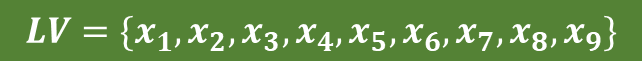 LV = {x₁, x₂, x₃, x₄, x₅, x₆, x₇, x₈, x₉}